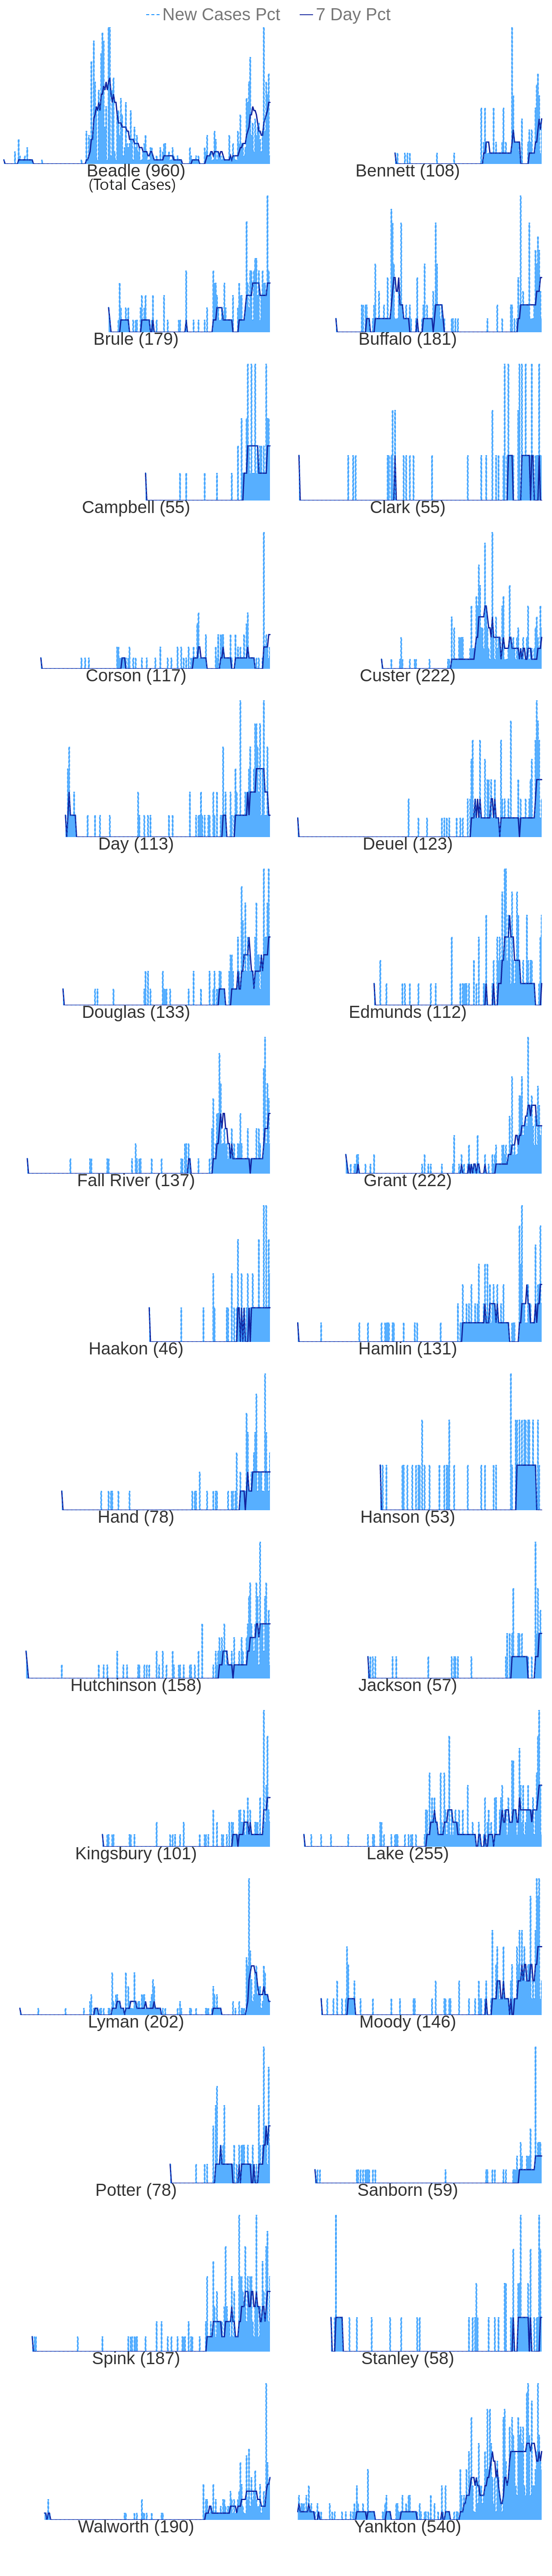 New Cases Pct 7 Day Pct
Beadle (960) Bennett (108)
(Total Cases)
Brule (179) Buffalo (181)
Campbell (55) Clark (55)
Corson (117) Custer (222)
Day (113) Deuel (123)
Douglas (133) Edmunds (112)
Fall River (137) Grant (222)
Haakon (46) Hamlin (131)
Hand (78) Hanson (53)
Hutchinson (158) Jackson (57)
Kingsbury (101) Lake (255)
Lyman (202) Moody (146)
Potter (78) Sanborn (59)
Spink (187) Stanley (58)
Walworth (190) Yankton (540)